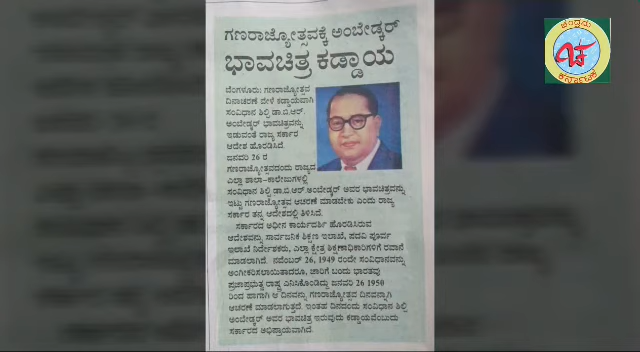 ಗಣರಾಜ್ಯೋತ್ಸವಕ್ಕೆ ಅಂಬೇಡ್ಕರ್
ಭಾವಚಿತ್ರ ಕಡ್ಡಾಯ
ಬೆಂಗಳೂರು: ಗಣರಾಜ್ಯೋತ್ಸವ
ದಿನಾಚರಣೆ ವೇಳೆ ಕಡ್ಡಾಯವಾಗಿ
ಸಂವಿಧಾನ ಶಿಲ್ಪಿ ಡಾ.ಬಿ.ಆರ್.
ಅಂಬೇಡ್ಕರ್ ಭಾವಚಿತ್ರವನ್ನು
ಇಡುವಂತೆ ರಾಜ್ಯ ಸರ್ಕಾರ
ಆದೇಶ ಹೊರಡಿಸಿದೆ.
ಜನವರಿ 26 ರ
ಗಣರಾಜ್ಯೋತ್ಸವದಂದು ರಾಜ್ಯದ
ಎಲ್ಲಾ ಶಾಲಾ-ಕಾಲೇಜುಗಳಲ್ಲಿ
ಸಂವಿಧಾನ ಶಿಲ್ಪಿ ಡಾ.ಬಿ.ಆರ್.ಅಂಬೇಡ್ಕರ್ ಅವರ ಭಾವಚಿತ್ರವನ್ನು
ಇಟ್ಟು ಗಣರಾಜ್ಯೋತ್ಸವ ಆಚರಣೆ ಮಾಡಬೇಕು ಎಂದು ರಾಜ್ಯ
ಸರ್ಕಾರ ತನ್ನ ಆದೇಶದಲ್ಲಿ ತಿಳಿಸಿದೆ.
ಸರ್ಕಾರದ ಅಧೀನ ಕಾರ್ಯದರ್ಶಿ ಹೊರಡಿಸಿರುವ
ಆದೇಶವನ್ನು ಸಾರ್ವಜನಿಕ ಶಿಕ್ಷಣ ಇಲಾಖೆ, ಪದವಿ ಪೂರ್ವ
ಇಲಾಖೆ ನಿರ್ದೇಶಕರು, ಎಲ್ಲಾ ಕ್ಷೇತ್ರ ಶಿಕ್ಷಣಾಧಿಕಾರಿಗಳಿಗೆ ರವಾನೆ
ಮಾಡಲಾಗಿದೆ. ನವೆಂಬರ್ 26, 1949 ರಂದೇ ಸಂವಿಧಾನವನ್ನು
ಅಂಗೀಕರಿಸಲಾಯಿತಾದರೂ, ಜಾರಿಗೆ ಬಂದು ಭಾರತವು
ಪ್ರಜಾಪ್ರಭುತ್ವ ರಾಷ್ಟ್ರ ಎನಿಸಿಕೊಂಡಿದ್ದು ಜನವರಿ 26 1950
ರಿಂದ ಹಾಗಾಗಿ ಆ ದಿನವನ್ನು ಗಣರಾಜ್ಯೋತ್ಸವ ದಿನವನ್ನಾಗಿ
ಆಚರಣೆ ಮಾಡಲಾಗುತ್ತದೆ. ಇಂತಹ ದಿನದಂದು ಸಂವಿಧಾನ ಶಿಲ್ಪಿ
ಅಂಬೇಡ್ಕರ್ ಅವರ ಭಾವಚಿತ್ರ ಇರುವುದು ಕಡ್ಡಾಯವೆಂಬುದು
ಸರ್ಕಾರದ ಅಭಿಪ್ರಾಯವಾಗಿದೆ.
ಕರ್ನಾಟಕ